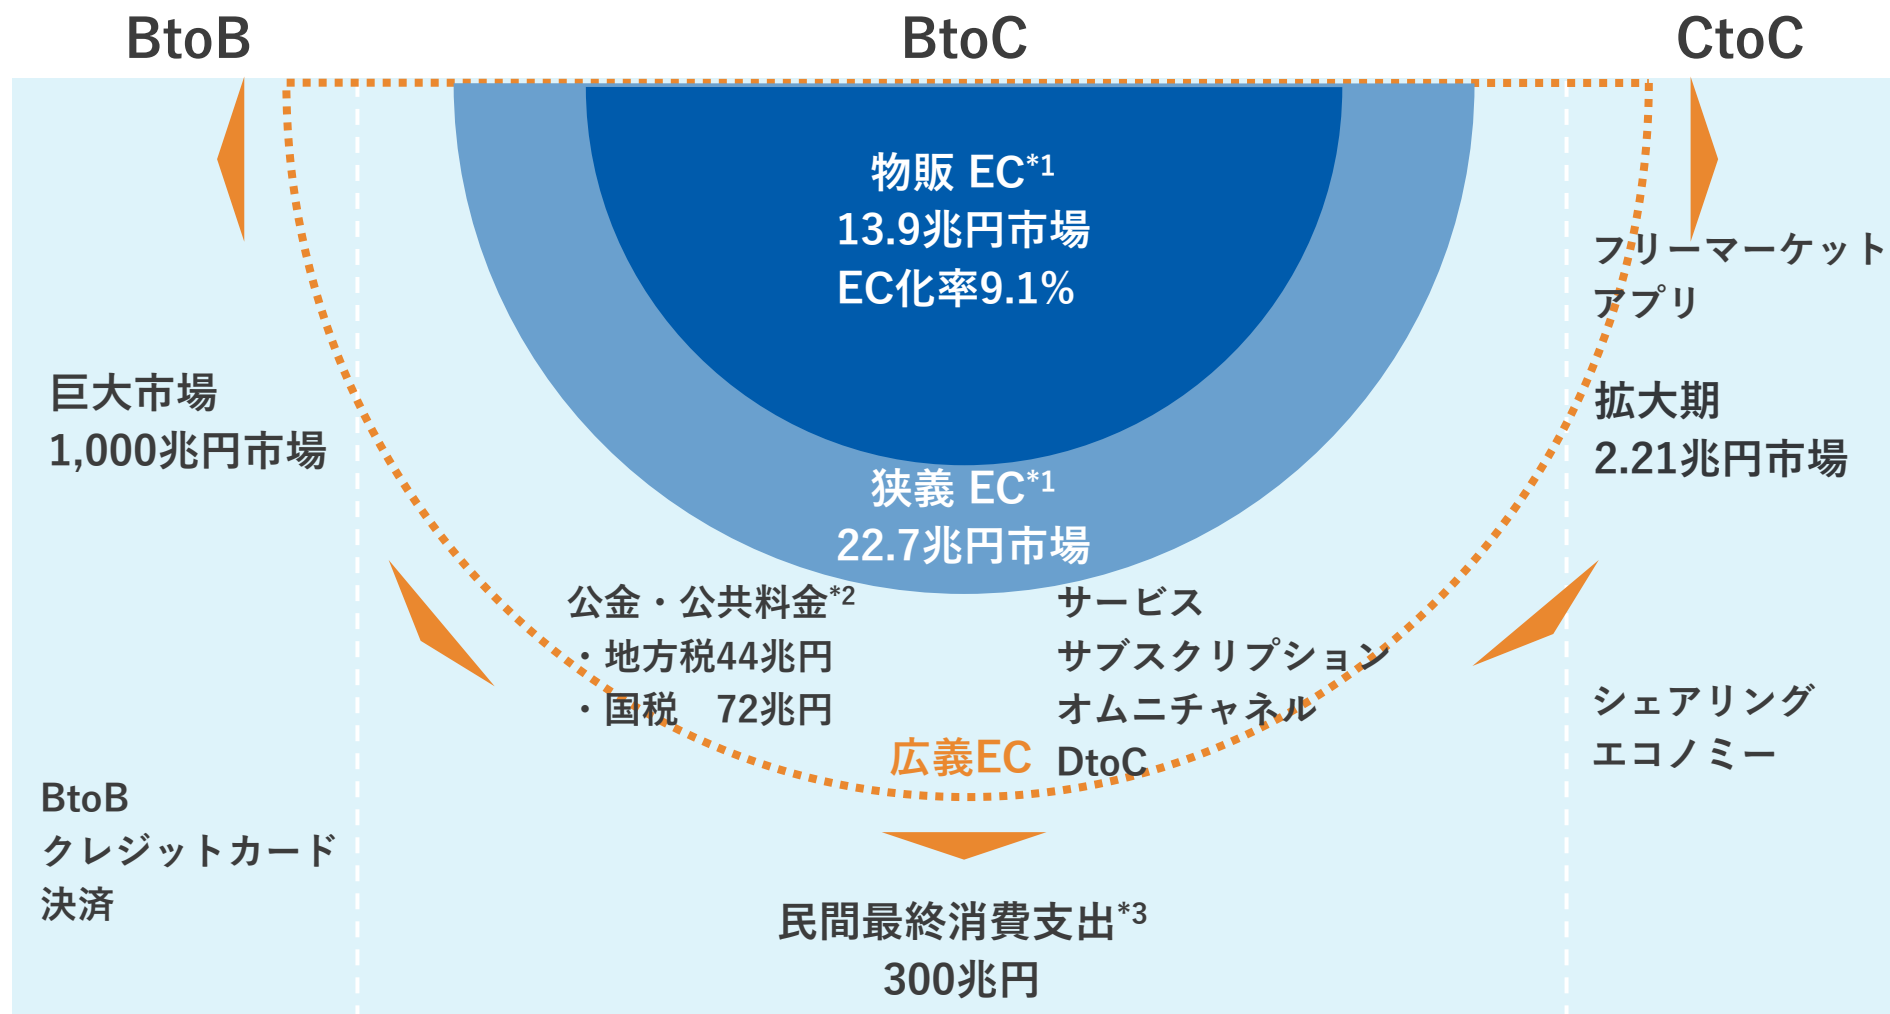 BtoB
BtoC
CtoC
物販 EC*1
13.9兆円市場
EC化率9.1%
狭義 EC*1
22.7兆円市場
巨大市場
1,000兆円市場
BtoB
クレジットカード
決済
公金・公共料金*2
・地方税44兆円
・国税　72兆円
サービス
サブスクリプション
オムニチャネル
DtoC
広義EC
民間最終消費支出*3
300兆円
フリーマーケット
アプリ
拡大期
2.21兆円市場
シェアリング
エコノミー